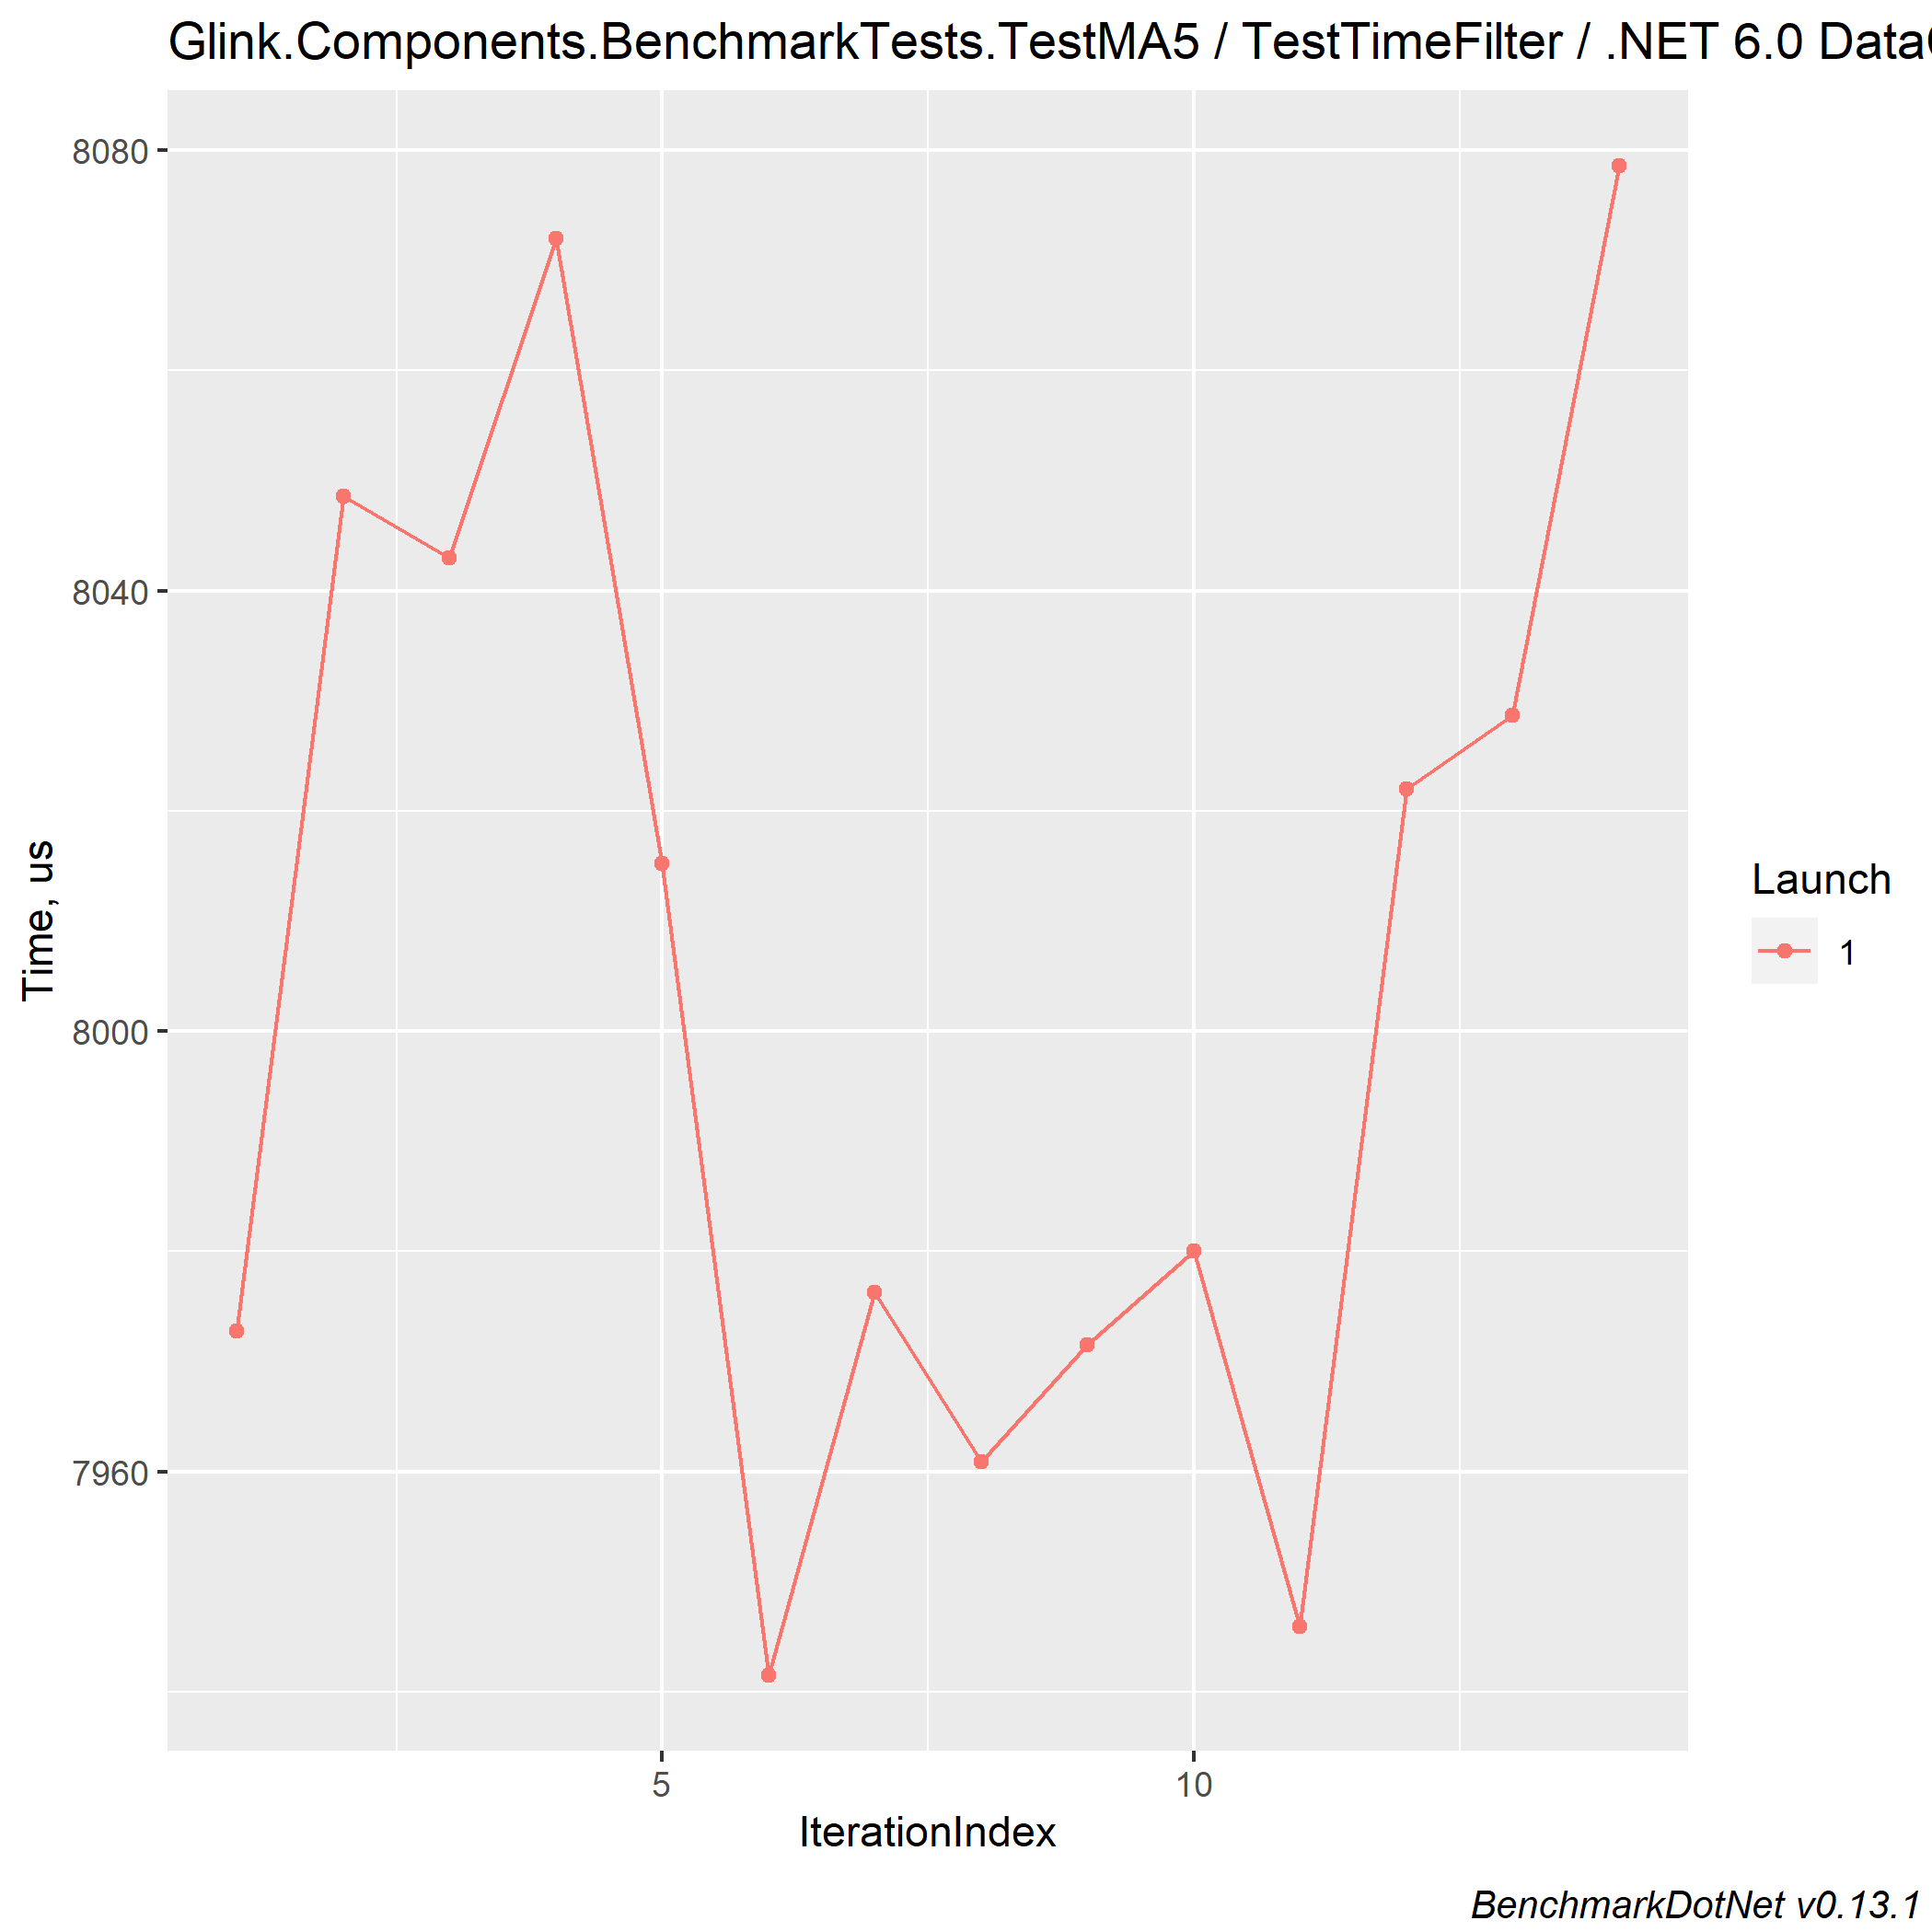 Glink.Components.BenchmarkTests.TestMA5 / TestTimeFilter / .NET 6.0 Data
8080
8040
8000
7960
Time, us
5
10
IterationIndex
Launch
1
BenchmarkDotNet v0.13.1